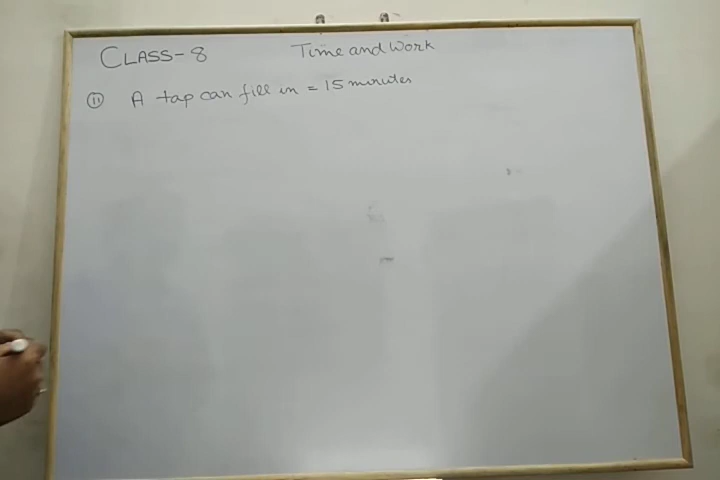 CLASS-8 Time and Work
(11) A tap can fill in = 15 minutes